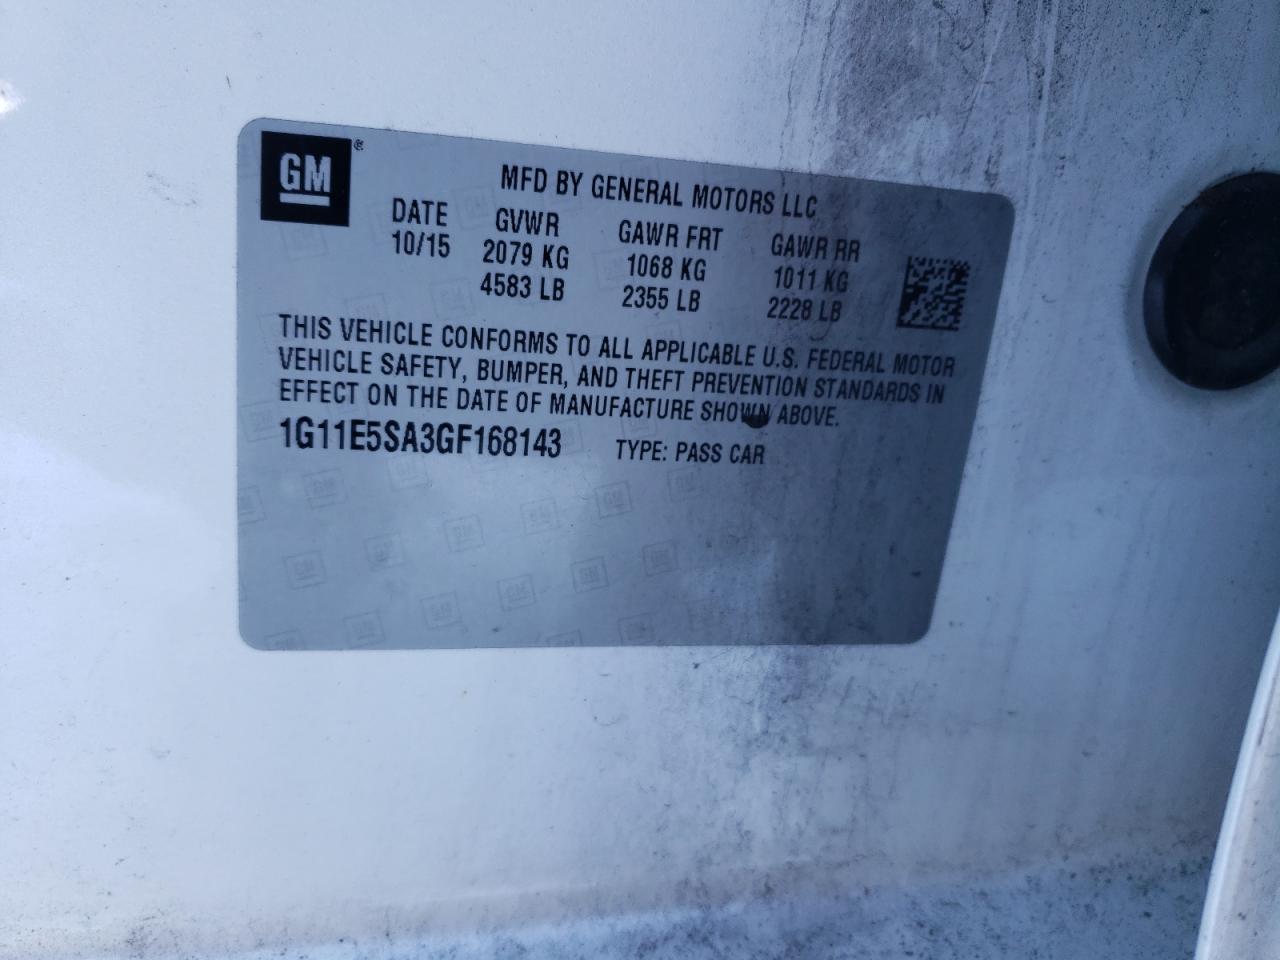 GM®
MFD BY GENERAL MOTORS LLC
DATE GVWR GAWR FRT GAWR RR
10/15 2079 KG 1068 KG 1011 KG
4583 LB 2355 LB 2228 LB
THIS VEHICLE CONFORMS TO ALL APPLICABLE U.S. FEDERAL MOTOR
VEHICLE SAFETY, BUMPER, AND THEFT PREVENTION STANDARDS IN
EFFECT ON THE DATE OF MANUFACTURE SHOWN ABOVE.
1G11E5SA3GF168143 TYPE: PASS CAR